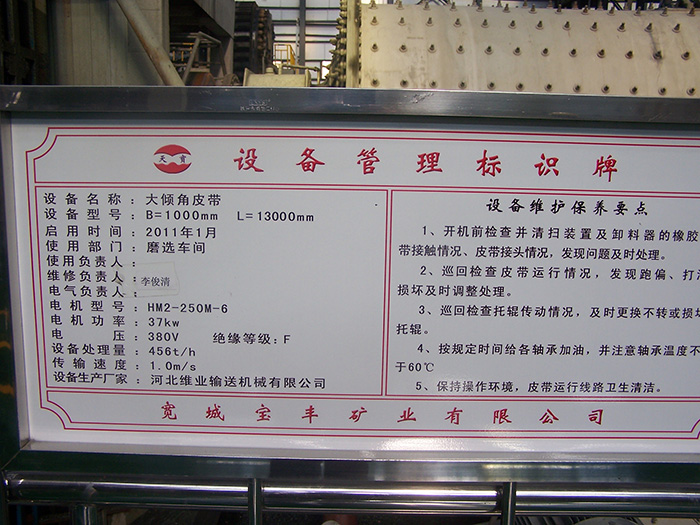 天宝
设备管理标识牌
设备名称：大倾角皮带
设备型号：B=1000mm L=13000mm
启用时间：2011年1月
使用部门：磨选车间
使用负责人：
维修负责人：李俊清
电气负责人：
电机型号：HM2-250M-6
电机功率：37kw
电压：380V 绝缘等级：F
设备处理量：456t/h
传输速度：1.0m/s
设备生产厂家：河北维业输送机械有限公司
设备维护保养要点
1、开机前检查并清扫装置及卸料器的橡胶
带接触情况、皮带接头情况，发现问题及时处理。
2、巡回检查皮带运行情况，发现跑偏、打
损坏及时调整处理。
3、巡回检查托辊传动情况，及时更换不转或损
托辊。
4、按规定时间给各轴承加油，并注意轴承温度不
于60℃
5、保持操作环境，皮带运行线路卫生清洁。
宽城宝丰矿业有限公司